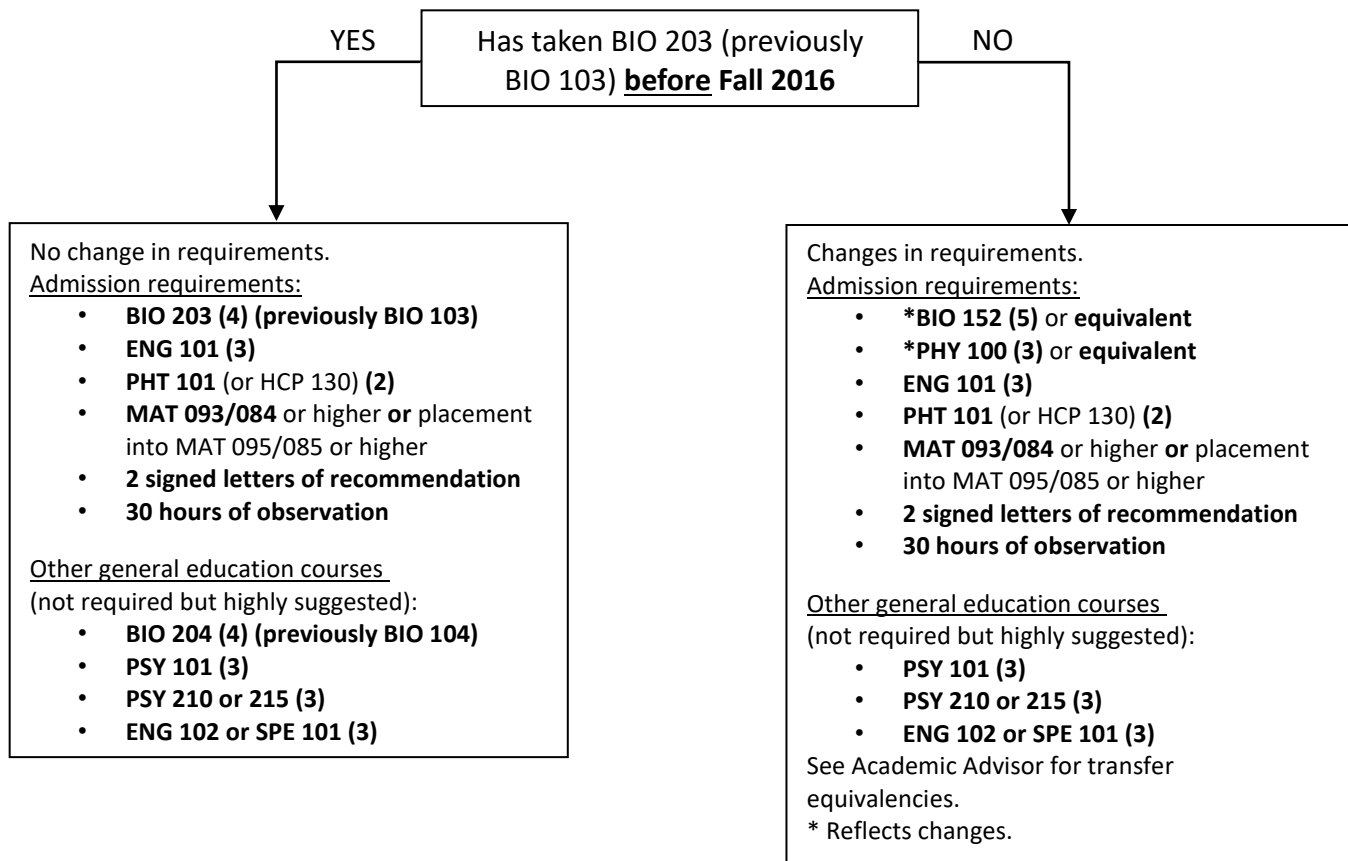 YES
Has taken BIO 203 (previously
BIO 103) before Fall 2016
NO
No change in requirements.
Admission requirements:
• BIO 203 (4) (previously BIO 103)
• ENG 101 (3)
• PHT 101 (or HCP 130) (2)
• MAT 093/084 or higher or placement
into MAT 095/085 or higher
• 2 signed letters of recommendation
• 30 hours of observation
Other general education courses
(not required but highly suggested):
• BIO 204 (4) (previously BIO 104)
• PSY 101 (3)
• PSY 210 or 215 (3)
• ENG 102 or SPE 101 (3)
Changes in requirements.
Admission requirements:
• *BIO 152 (5) or equivalent
• *PHY 100 (3) or equivalent
• ENG 101 (3)
• PHT 101 (or HCP 130) (2)
• MAT 093/084 or higher or placement
into MAT 095/085 or higher
• 2 signed letters of recommendation
• 30 hours of observation
Other general education courses
(not required but highly suggested):
• PSY 101 (3)
• PSY 210 or 215 (3)
• ENG 102 or SPE 101 (3)
See Academic Advisor for transfer
equivalencies.
* Reflects changes.